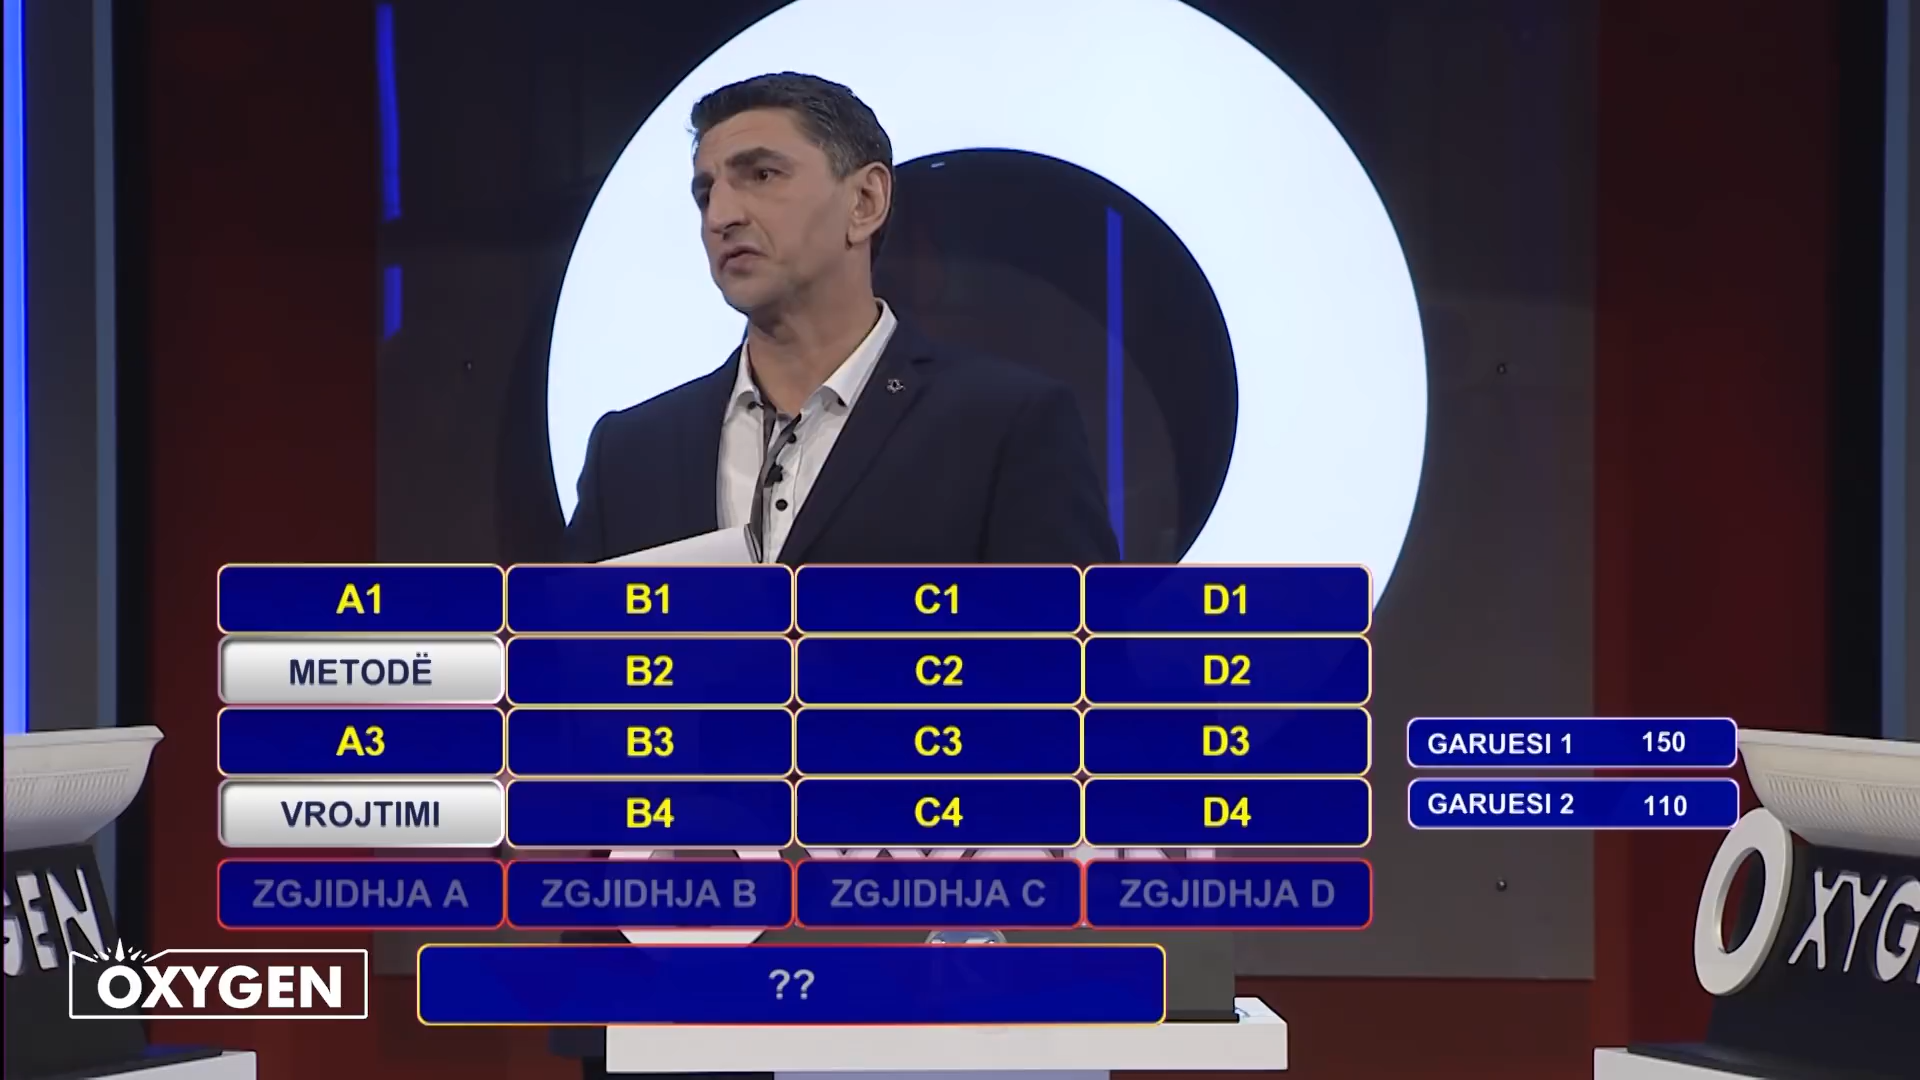 A1 B1 C1 D1
METODË B2 C2 D2
A3 B3 C3 D3
VROJTIMI B4 C4 D4
ZGJIDHJA A ZGJIDHJA B ZGJIDHJA C ZGJIDHJA D
??
GARUESI 1 150
GARUESI 2 110
OXYGEN